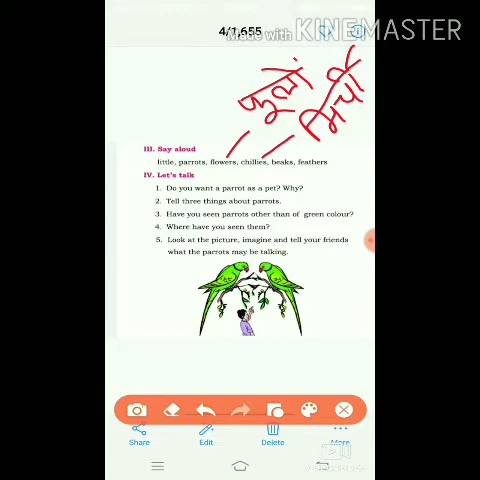 4/1,655
Made with KINEMASTER
फूलों
मिर्ची
III. Say aloud
little, parrots, flowers, chillies, beaks, feathers
IV. Let's talk
1. Do you want a parrot as a pet? Why?
2. Tell three things about parrots.
3. Have you seen parrots other than of green colour?
4. Where have you seen them?
5. Look at the picture, imagine and tell your friends
what the parrots may be talking.
Share
Edit
Delete
More